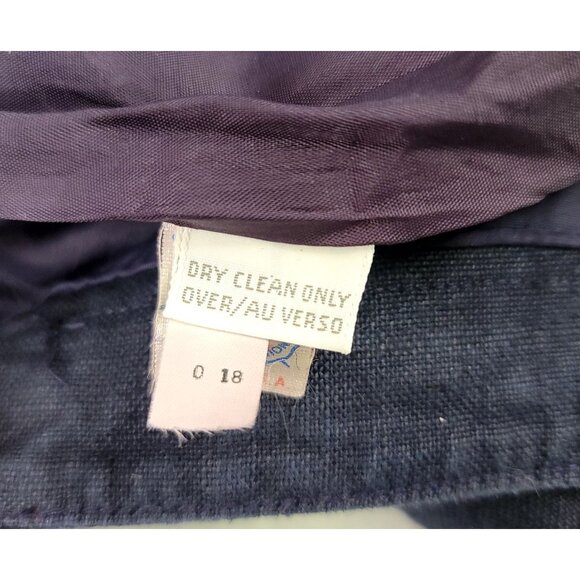 DRY CLEAN ONLY
OVER/AU VERSO
0 18
.A